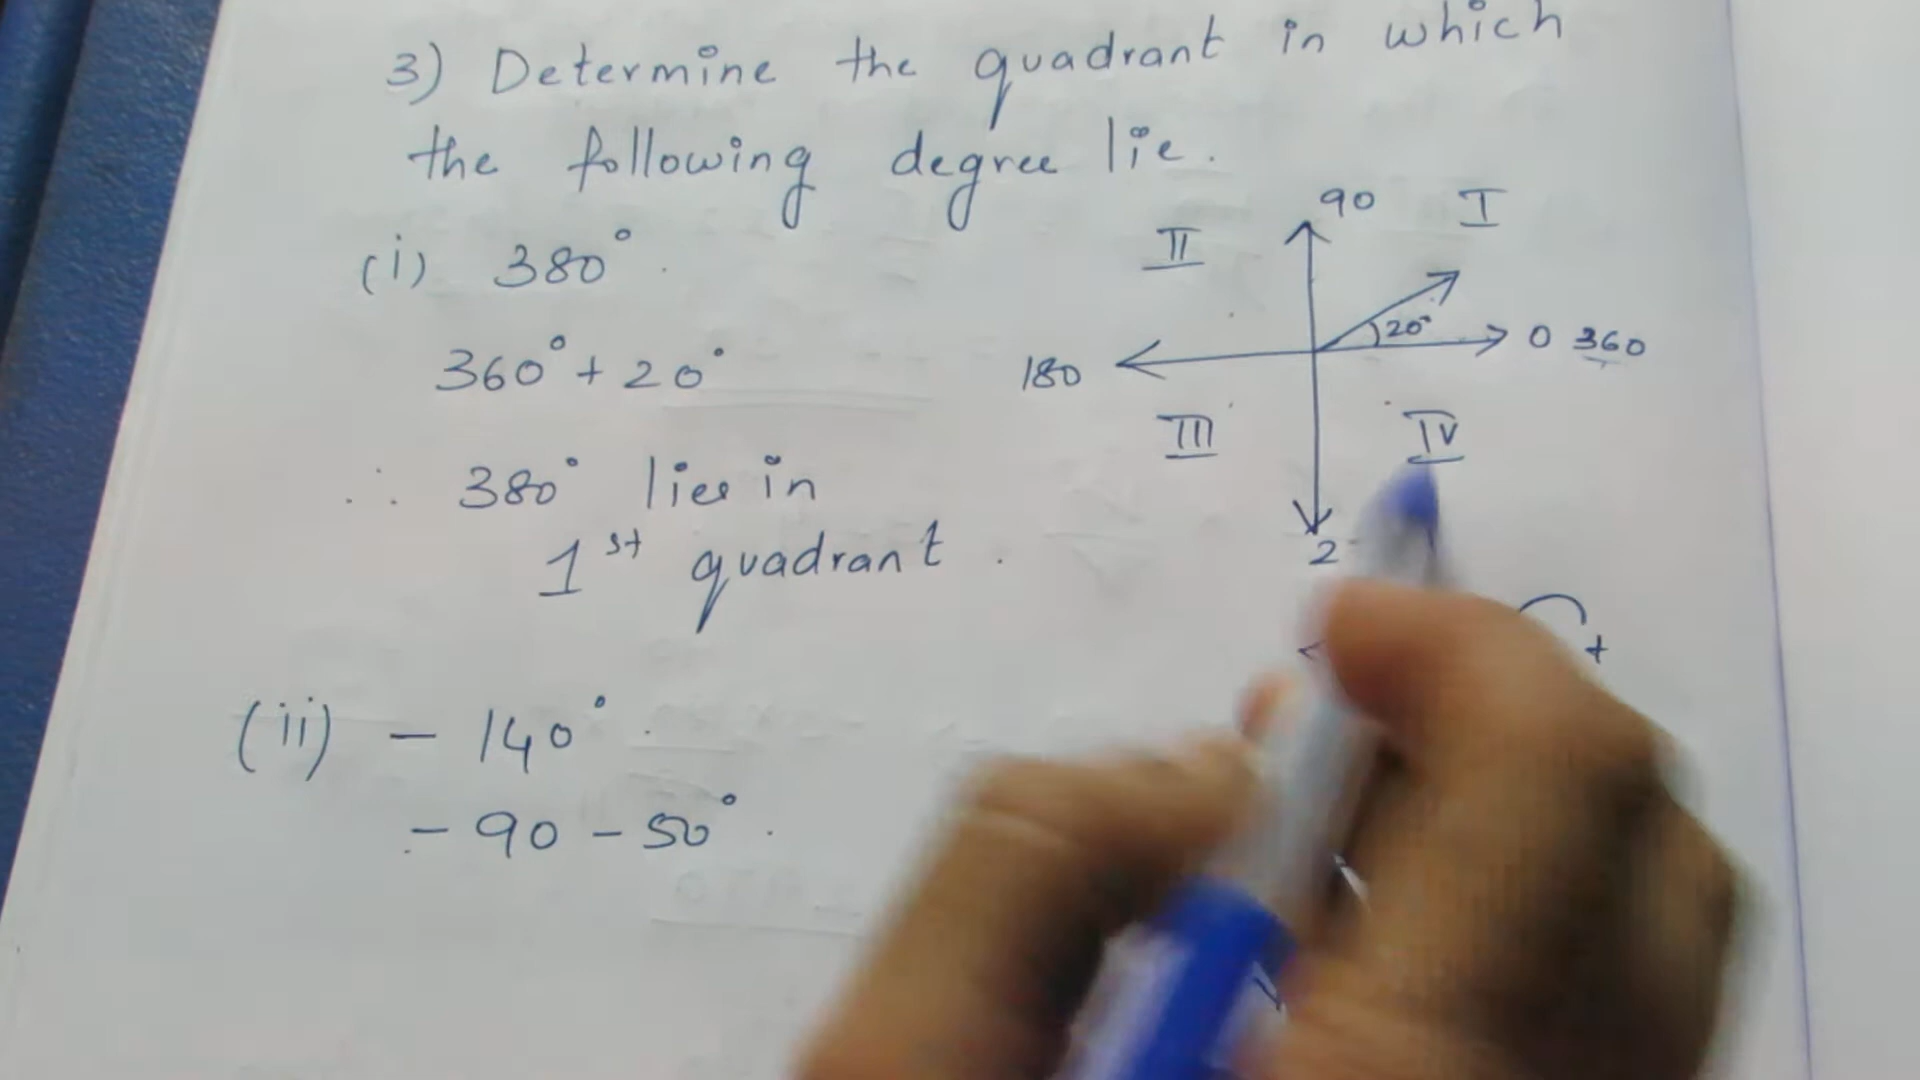 3) Determine the quadrant in which
the following degree lie.
(i) 380°.
360° + 20°
∴ 380° lies in
1st quadrant.
(ii) - 140°.
- 90 - 50°.
90 I
II
20° 0 360
180
III IV
2
+